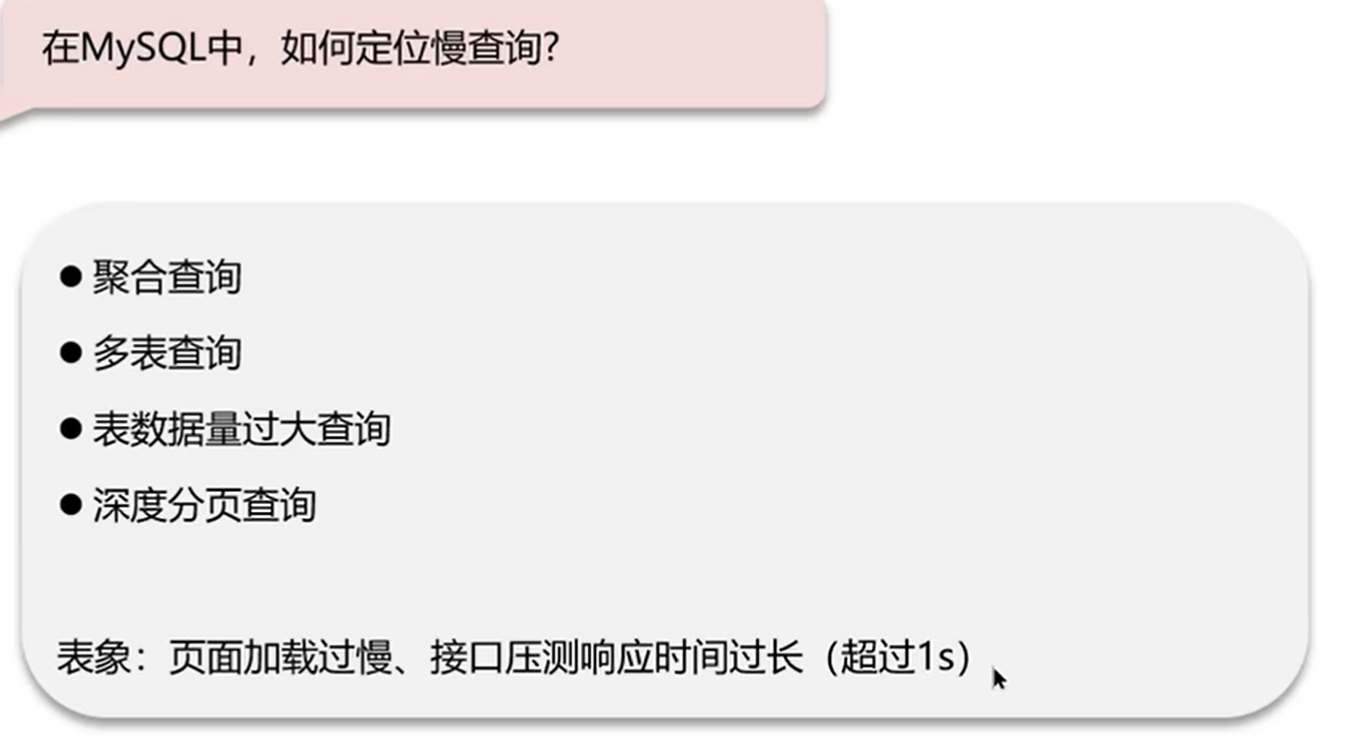 在MySQL中，如何定位慢查询?
● 聚合查询
● 多表查询
● 表数据量过大查询
● 深度分页查询
表象：页面加载过慢、接口压测响应时间过长（超过1s）